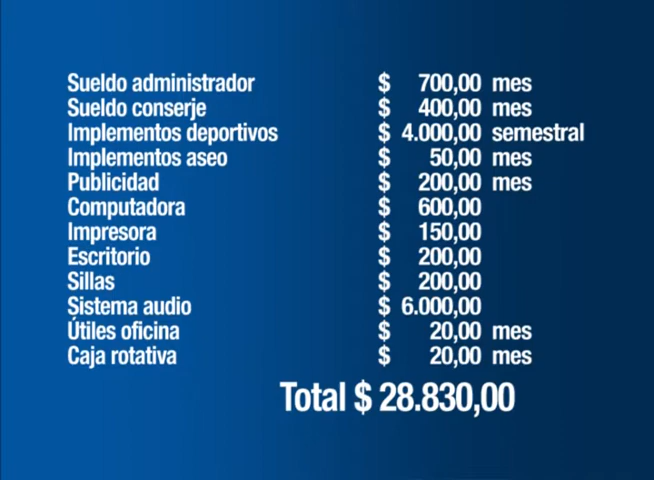 Sueldo administrador $ 700,00 mes
Sueldo conserje $ 400,00 mes
Implementos deportivos $ 4.000,00 semestral
Implementos aseo $ 50,00 mes
Publicidad $ 200,00 mes
Computadora $ 600,00
Impresora $ 150,00
Escritorio $ 200,00
Sillas $ 200,00
Sistema audio $ 6.000,00
Útiles oficina $ 20,00 mes
Caja rotativa $ 20,00 mes
Total $ 28.830,00